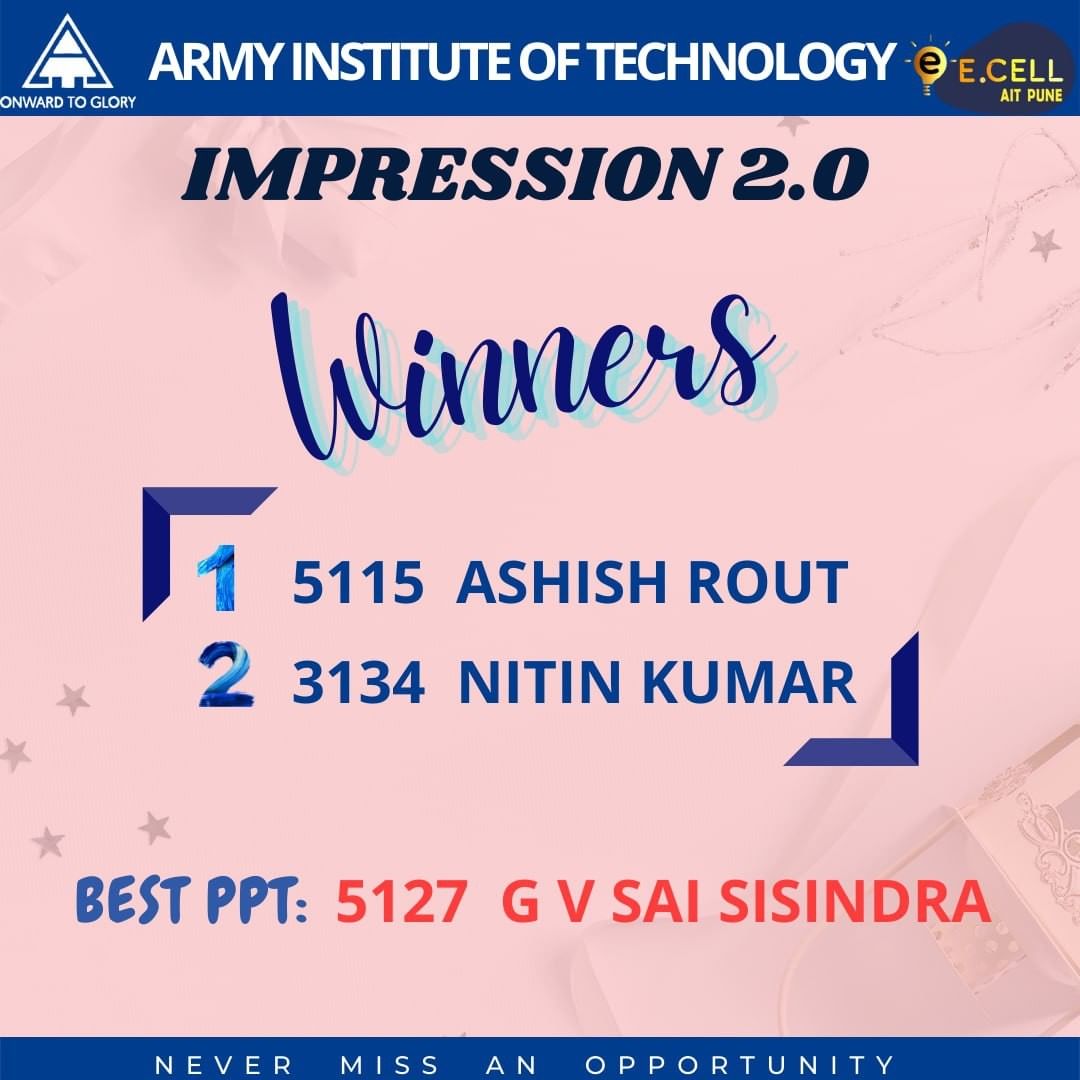 ONWARD TO GLORY
ARMY INSTITUTE OF TECHNOLOGY
e E.CELL
AIT PUNE
IMPRESSION 2.0
Winners
1 5115 ASHISH ROUT
2 3134 NITIN KUMAR
BEST PPT: 5127 G V SAI SISINDRA
NEVER MISS AN OPPORTUNITY